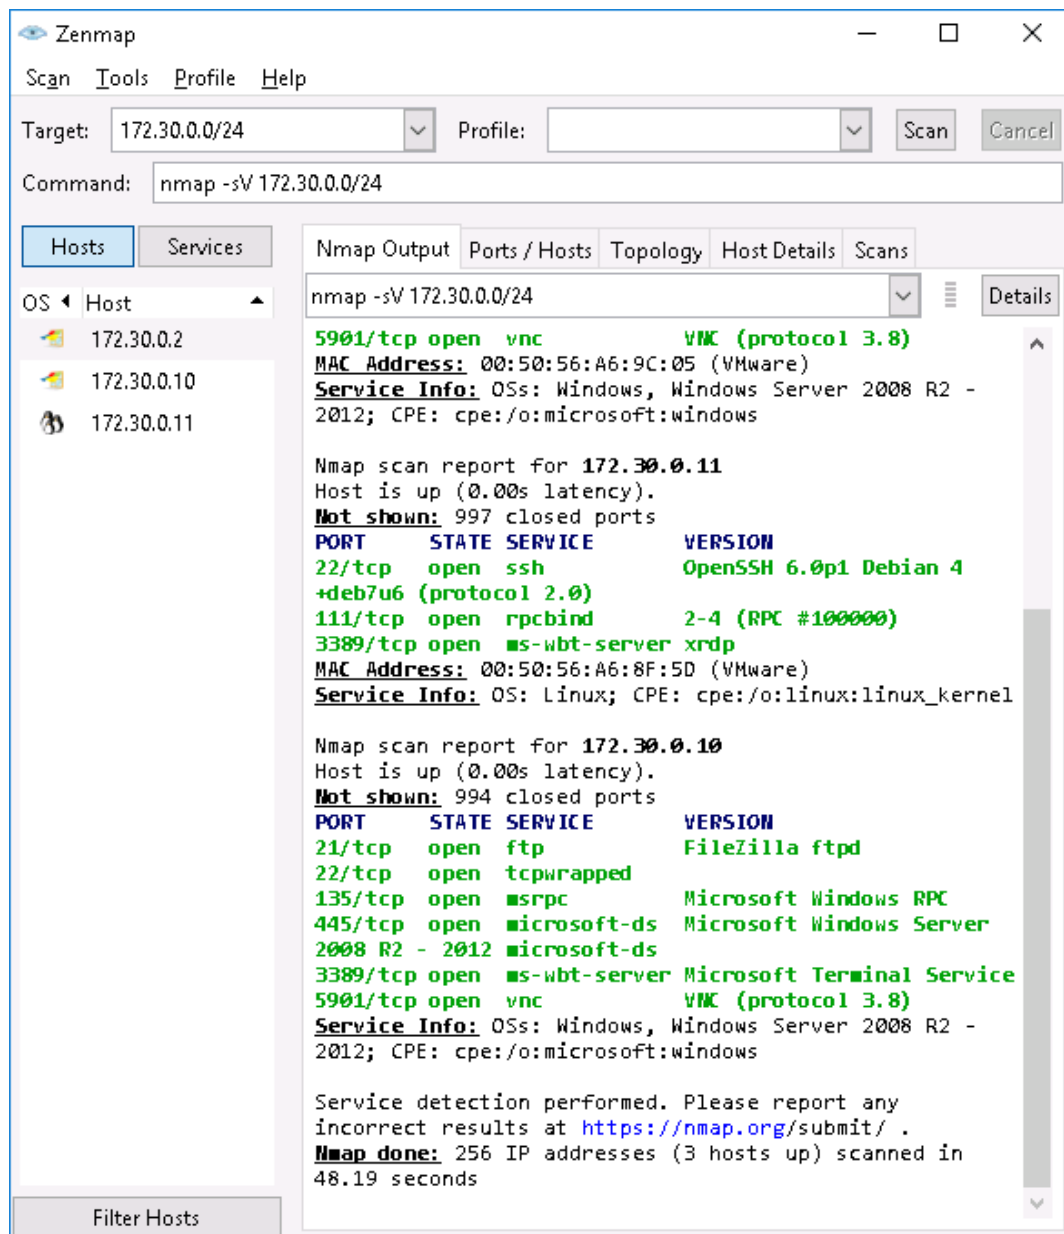 Zenmap
Scan Tools Profile Help
Target: 172.30.0.0/24 Profile: Scan Cancel
Command: nmap -sV 172.30.0.0/24
Hosts Services
Nmap Output Ports / Hosts Topology Host Details Scans
OS Host
nmap -sV 172.30.0.0/24 Details
172.30.0.2
172.30.0.10
172.30.0.11
5901/tcp open vnc VNC (protocol 3.8)
MAC Address: 00:50:56:A6:9C:05 (VMware)
Service Info: OSs: Windows, Windows Server 2008 R2 -
2012; CPE: cpe:/o:microsoft:windows
Nmap scan report for 172.30.0.11
Host is up (0.00s latency).
Not shown: 997 closed ports
PORT STATE SERVICE VERSION
22/tcp open ssh OpenSSH 6.0p1 Debian 4
+deb7u6 (protocol 2.0)
111/tcp open rpcbind 2-4 (RPC #100000)
3389/tcp open ms-wbt-server xrdp
MAC Address: 00:50:56:A6:8F:5D (VMware)
Service Info: OS: Linux; CPE: cpe:/o:linux:linux_kernel
Nmap scan report for 172.30.0.10
Host is up (0.00s latency).
Not shown: 994 closed ports
PORT STATE SERVICE VERSION
21/tcp open ftp FileZilla ftpd
22/tcp open tcpwrapped
135/tcp open msrpc Microsoft Windows RPC
445/tcp open microsoft-ds Microsoft Windows Server
2008 R2 - 2012 microsoft-ds
3389/tcp open ms-wbt-server Microsoft Terminal Service
5901/tcp open vnc VNC (protocol 3.8)
Service Info: OSs: Windows, Windows Server 2008 R2 -
2012; CPE: cpe:/o:microsoft:windows
Service detection performed. Please report any
incorrect results at https://nmap.org/submit/ .
Nmap done: 256 IP addresses (3 hosts up) scanned in
48.19 seconds
Filter Hosts